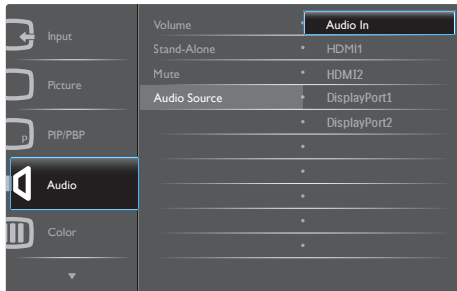 Input
Picture
P
PIP/PBP
Audio
Color
Volume
Stand-Alone
Mute
Audio Source
Audio In
HDMI1
HDMI2
DisplayPort1
DisplayPort2